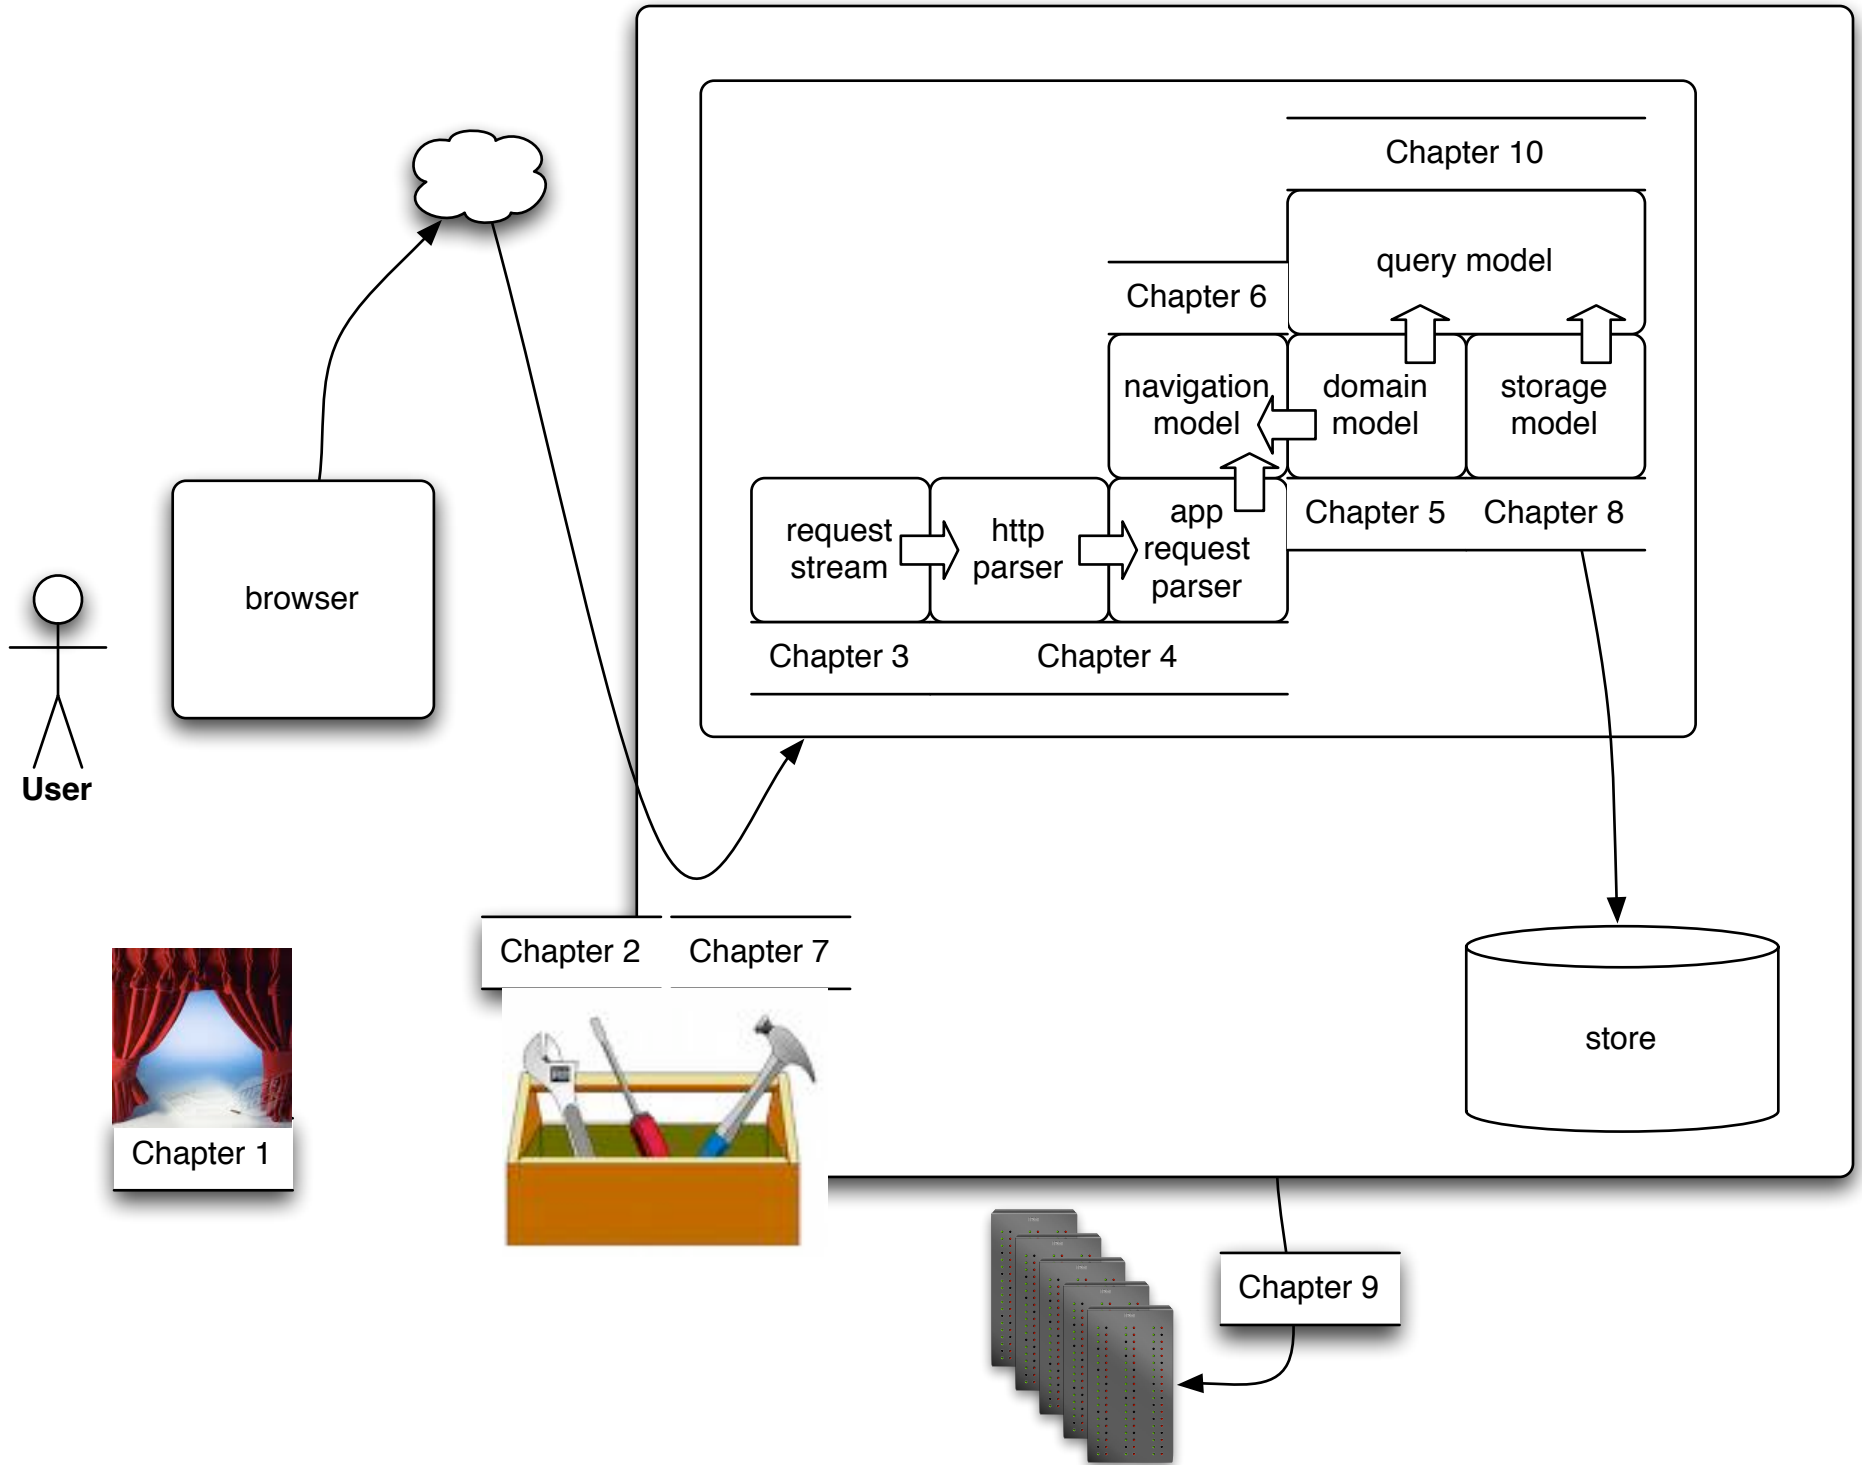 Chapter 10
query model
Chapter 6
navigation
model
domain
model
storage
model
request
stream
http
parser
app
request
parser
Chapter 5
Chapter 8
browser
Chapter 3
Chapter 4
User
Chapter 2
Chapter 7
store
Chapter 1
Chapter 9